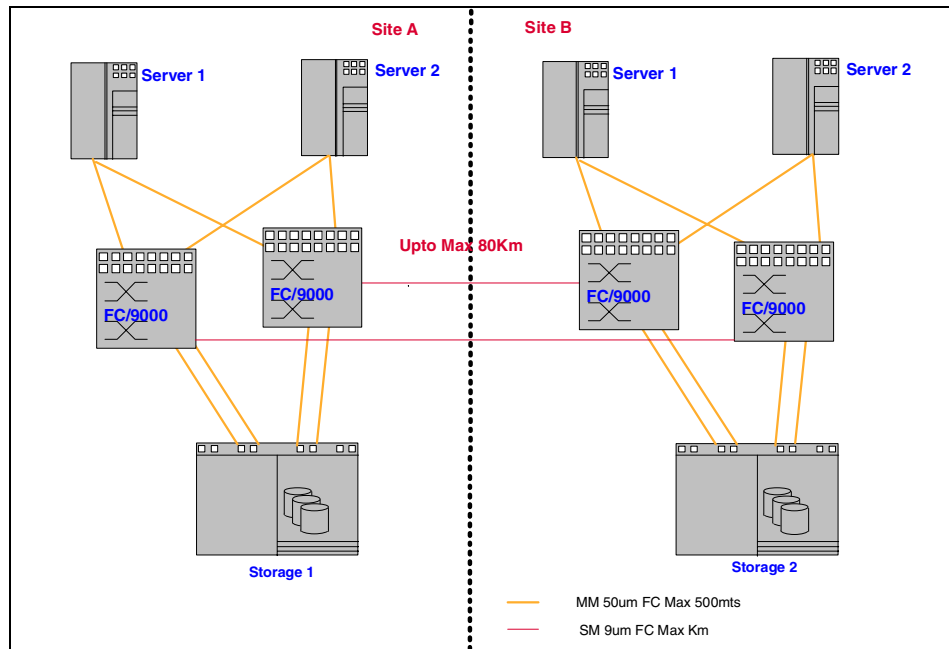 Site A
Site B
Server 1
Server 2
Server 1
Server 2
Upto Max 80Km
FC/9000
FC/9000
FC/9000
FC/9000
Storage 1
Storage 2
MM 50um FC Max 500mts
SM 9um FC Max Km